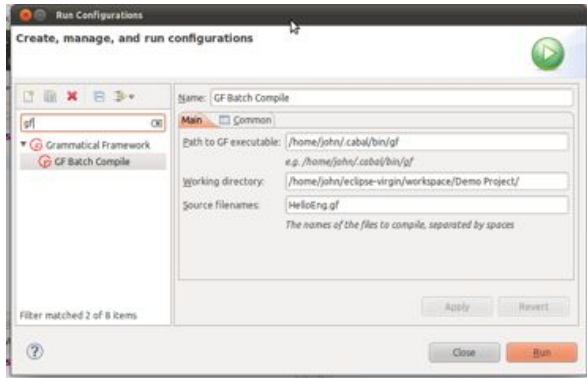 Run Configurations
Create, manage, and run configurations
gf
Grammatical Framework
GF Batch Compile
Filter matched 2 of 8 items
Name: GF Batch Compile
Main Common
Path to GF executable: /home/john/.cabal/bin/gf
e.g. /home/john/.cabal/bin/gf
Working directory: /home/john/eclipse-virgin/workspace/Demo Project/
Source filenames: HelloEng.gf
The names of the files to compile, separated by spaces
Apply Revert
Close Run